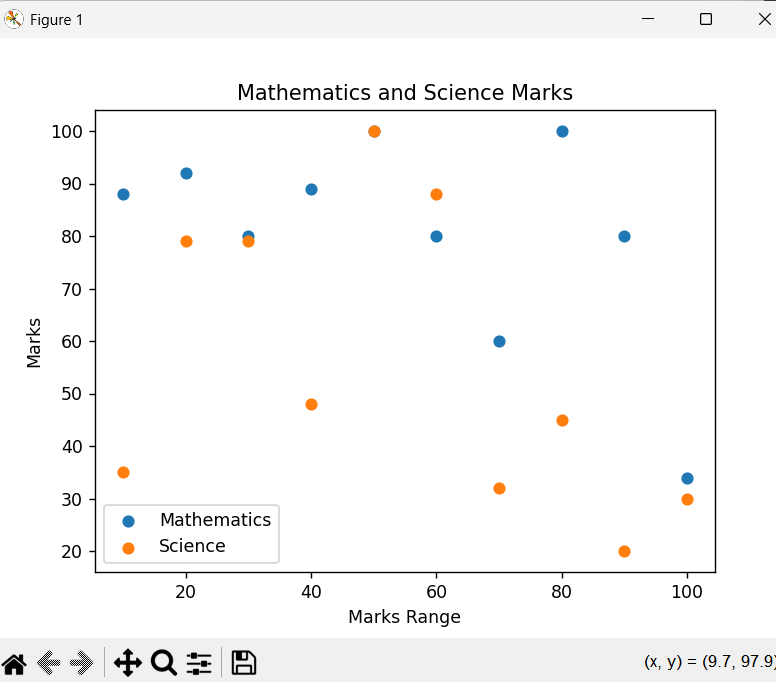 Figure 1
Mathematics and Science Marks
100
90
80
70
60
50
40
30
20
Marks
Mathematics
Science
20 40 60 80 100
Marks Range
(x, y) = (9.7, 97.9)